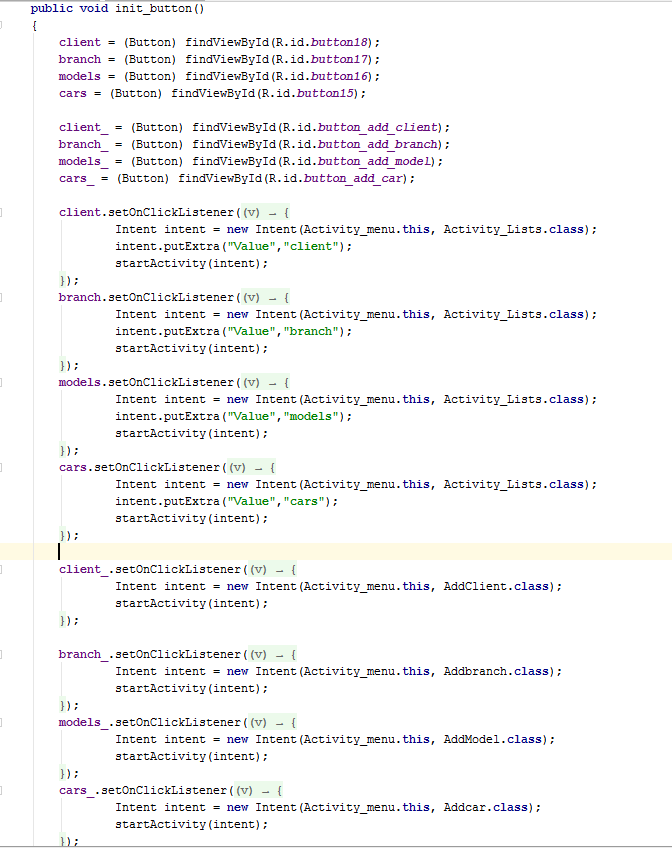 public void init_button()
{
    client = (Button) findViewById(R.id.button18);
    branch = (Button) findViewById(R.id.button17);
    models = (Button) findViewById(R.id.button16);
    cars = (Button) findViewById(R.id.button15);
    client_ = (Button) findViewById(R.id.button_add_client);
    branch_ = (Button) findViewById(R.id.button_add_branch);
    models_ = (Button) findViewById(R.id.button_add_model);
    cars_ = (Button) findViewById(R.id.button_add_car);
    client.setOnClickListener((v) → {
            Intent intent = new Intent(Activity_menu.this, Activity_Lists.class);
            intent.putExtra("Value","client");
            startActivity(intent);
    });
    branch.setOnClickListener((v) → {
            Intent intent = new Intent(Activity_menu.this, Activity_Lists.class);
            intent.putExtra("Value","branch");
            startActivity(intent);
    });
    models.setOnClickListener((v) → {
            Intent intent = new Intent(Activity_menu.this, Activity_Lists.class);
            intent.putExtra("Value","models");
            startActivity(intent);
    });
    cars.setOnClickListener((v) → {
            Intent intent = new Intent(Activity_menu.this, Activity_Lists.class);
            intent.putExtra("Value","cars");
            startActivity(intent);
    });
    client_.setOnClickListener((v) → {
            Intent intent = new Intent(Activity_menu.this, AddClient.class);
            startActivity(intent);
    });
    branch_.setOnClickListener((v) → {
            Intent intent = new Intent(Activity_menu.this, Addbranch.class);
            startActivity(intent);
    });
    models_.setOnClickListener((v) → {
            Intent intent = new Intent(Activity_menu.this, AddModel.class);
            startActivity(intent);
    });
    cars_.setOnClickListener((v) → {
            Intent intent = new Intent(Activity_menu.this, Addcar.class);
            startActivity(intent);
    });